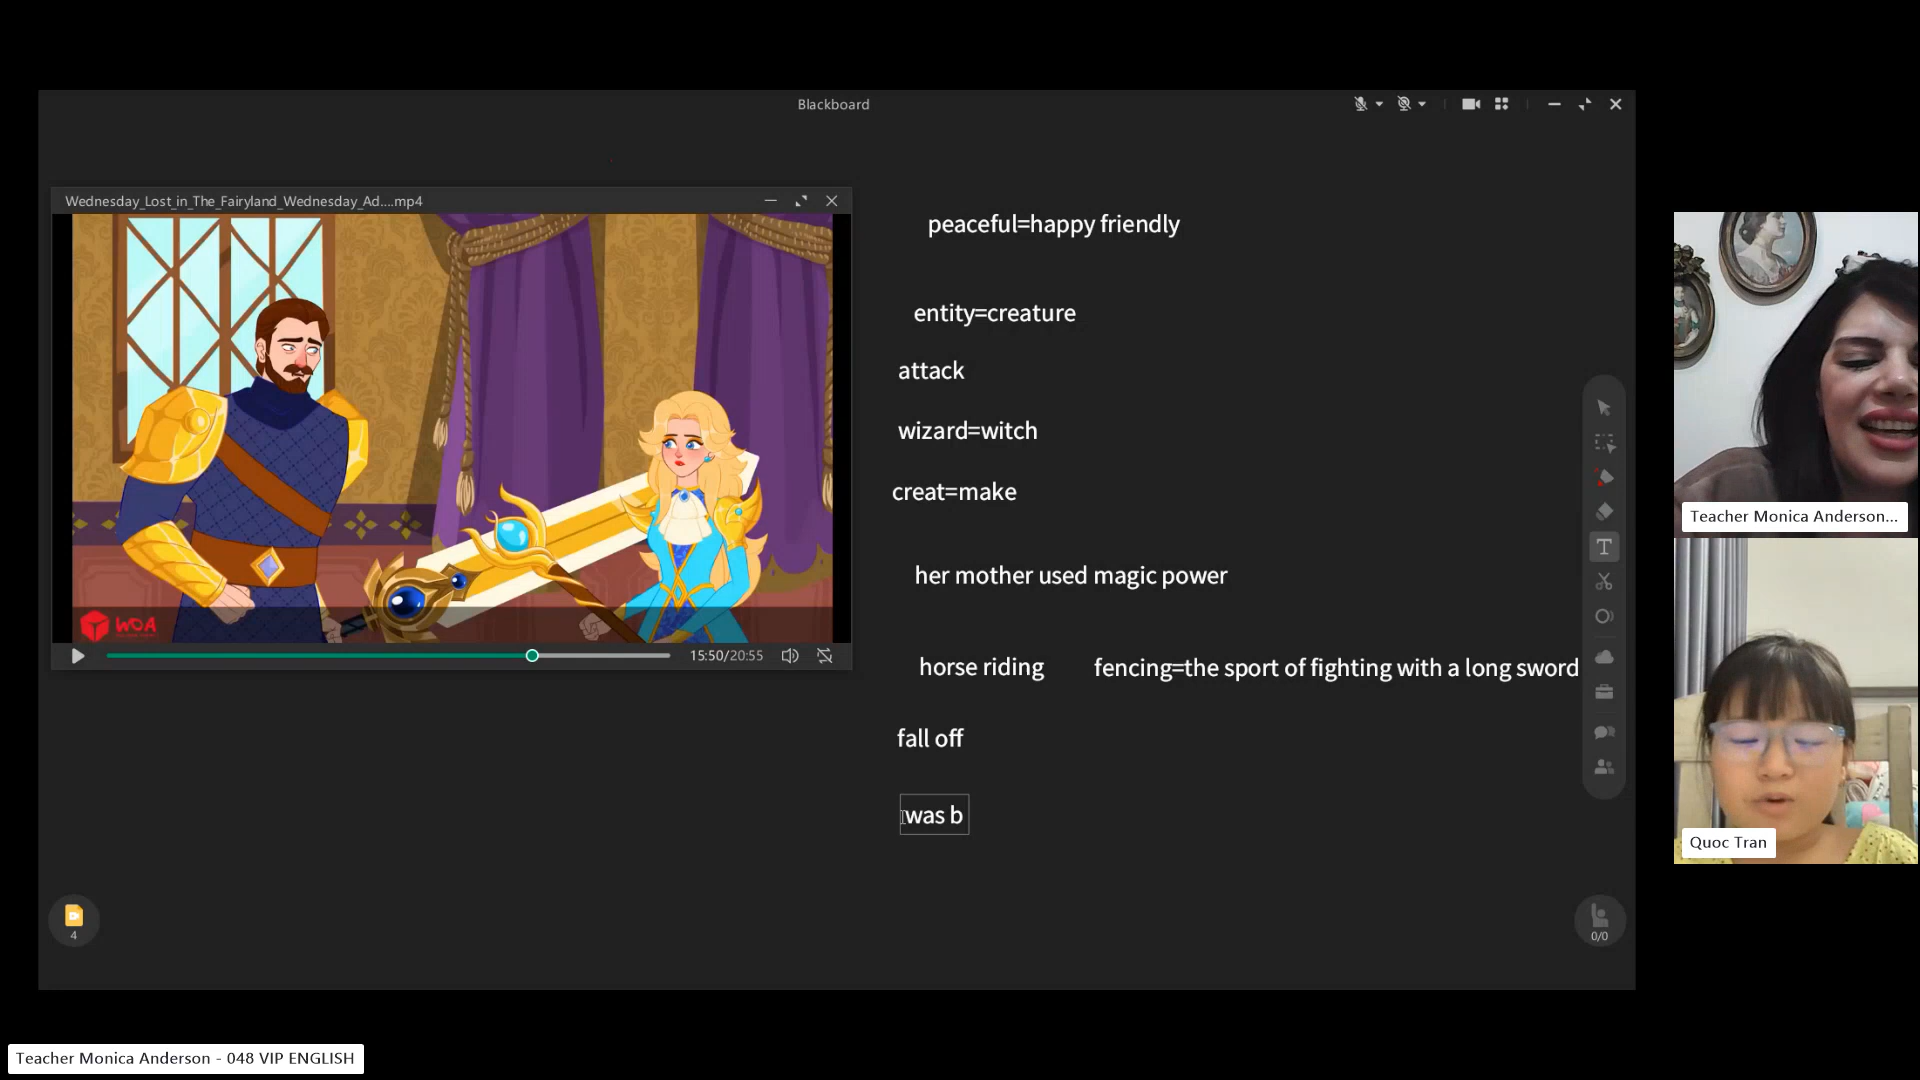 Blackboard
Wednesday_Lost_in_The_Fairyland_Wednesday_Ad....mp4
WOA
15:50/20:55
peaceful=happy friendly
entity=creature
attack
wizard=witch
creat=make
her mother used magic power
horse riding
fencing=the sport of fighting with a long sword
fall off
was b
4
0/0
Teacher Monica Anderson...
Quoc Tran
Teacher Monica Anderson - 048 VIP ENGLISH